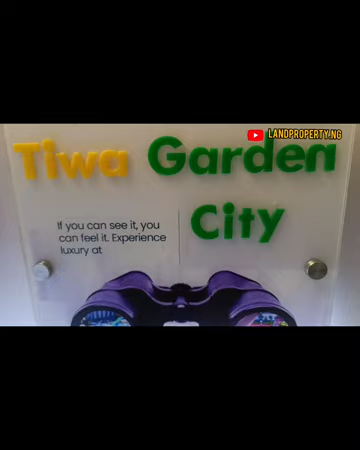 LANDPROPERTY.NG
Tiwa Garden
City
If you can see it, you
can feel it. Experience
luxury at